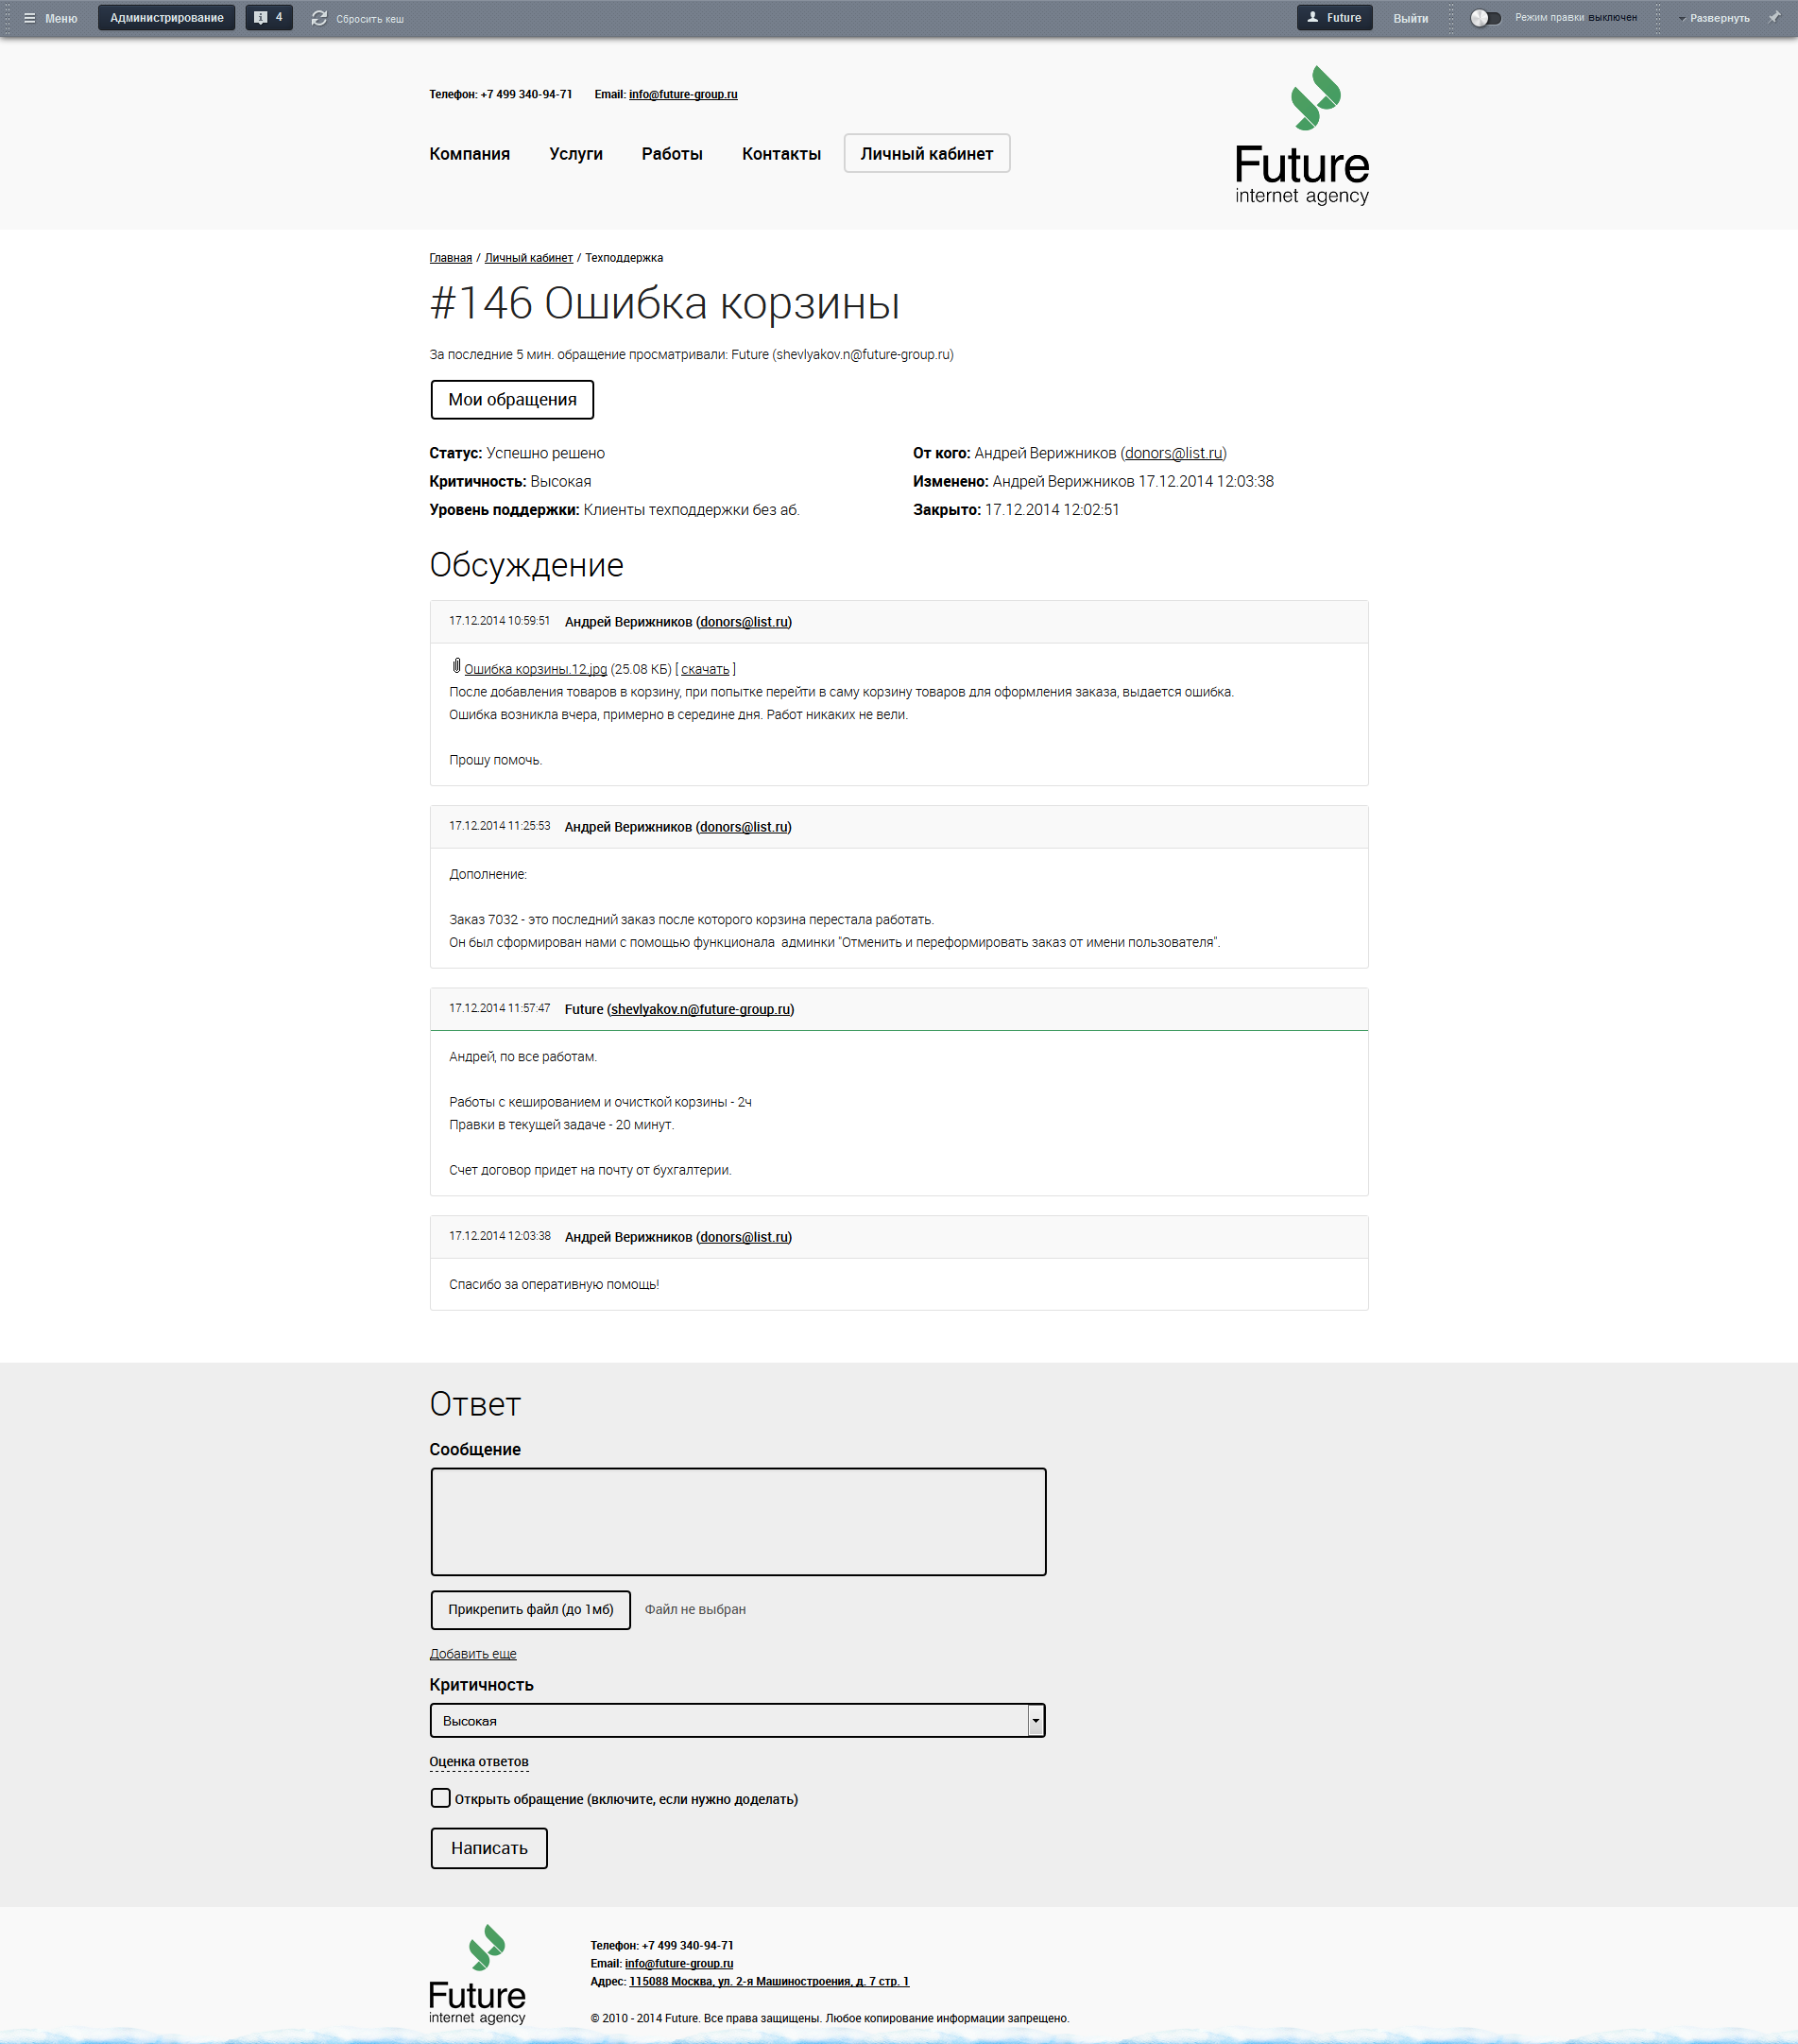 Меню Администрирование 4 Сбросить кеш Future Выйти Режим правки выключен Развернуть
Телефон: +7 499 340-94-71 Email: info@future-group.ru
Компания Услуги Работы Контакты Личный кабинет
Future
internet agency
Главная / Личный кабинет / Техподдержка
#146 Ошибка корзины
За последние 5 мин. обращение просматривали: Future (shevlyakov.n@future-group.ru)
Мои обращения
Статус: Успешно решено
Критичность: Высокая
Уровень поддержки: Клиенты техподдержки без аб.
От кого: Андрей Верижников (donors@list.ru)
Изменено: Андрей Верижников 17.12.2014 12:03:38
Закрыто: 17.12.2014 12:02:51
Обсуждение
17.12.2014 10:59:51 Андрей Верижников (donors@list.ru)
Ошибка корзины.12.jpg (25.08 КБ) [ скачать ]
После добавления товаров в корзину, при попытке перейти в саму корзину товаров для оформления заказа, выдается ошибка.
Ошибка возникла вчера, примерно в середине дня. Работ никаких не вели.
Прошу помочь.
17.12.2014 11:25:53 Андрей Верижников (donors@list.ru)
Дополнение:
Заказ 7032 - это последний заказ после которого корзина перестала работать.
Он был сформирован нами с помощью функционала  админки "Отменить и переформировать заказ от имени пользователя".
17.12.2014 11:57:47 Future (shevlyakov.n@future-group.ru)
Андрей, по все работам.
Работы с кешированием и очисткой корзины - 2ч
Правки в текущей задаче - 20 минут.
Счет договор придет на почту от бухгалтерии.
17.12.2014 12:03:38 Андрей Верижников (donors@list.ru)
Спасибо за оперативную помощь!
Ответ
Сообщение
Прикрепить файл (до 1мб) Файл не выбран
Добавить еще
Критичность
Высокая
Оценка ответов
Открыть обращение (включите, если нужно доделать)
Написать
Future
internet agency
Телефон: +7 499 340-94-71
Email: info@future-group.ru
Адрес: 115088 Москва, ул. 2-я Машиностроения, д. 7 стр. 1
© 2010 - 2014 Future. Все права защищены. Любое копирование информации запрещено.